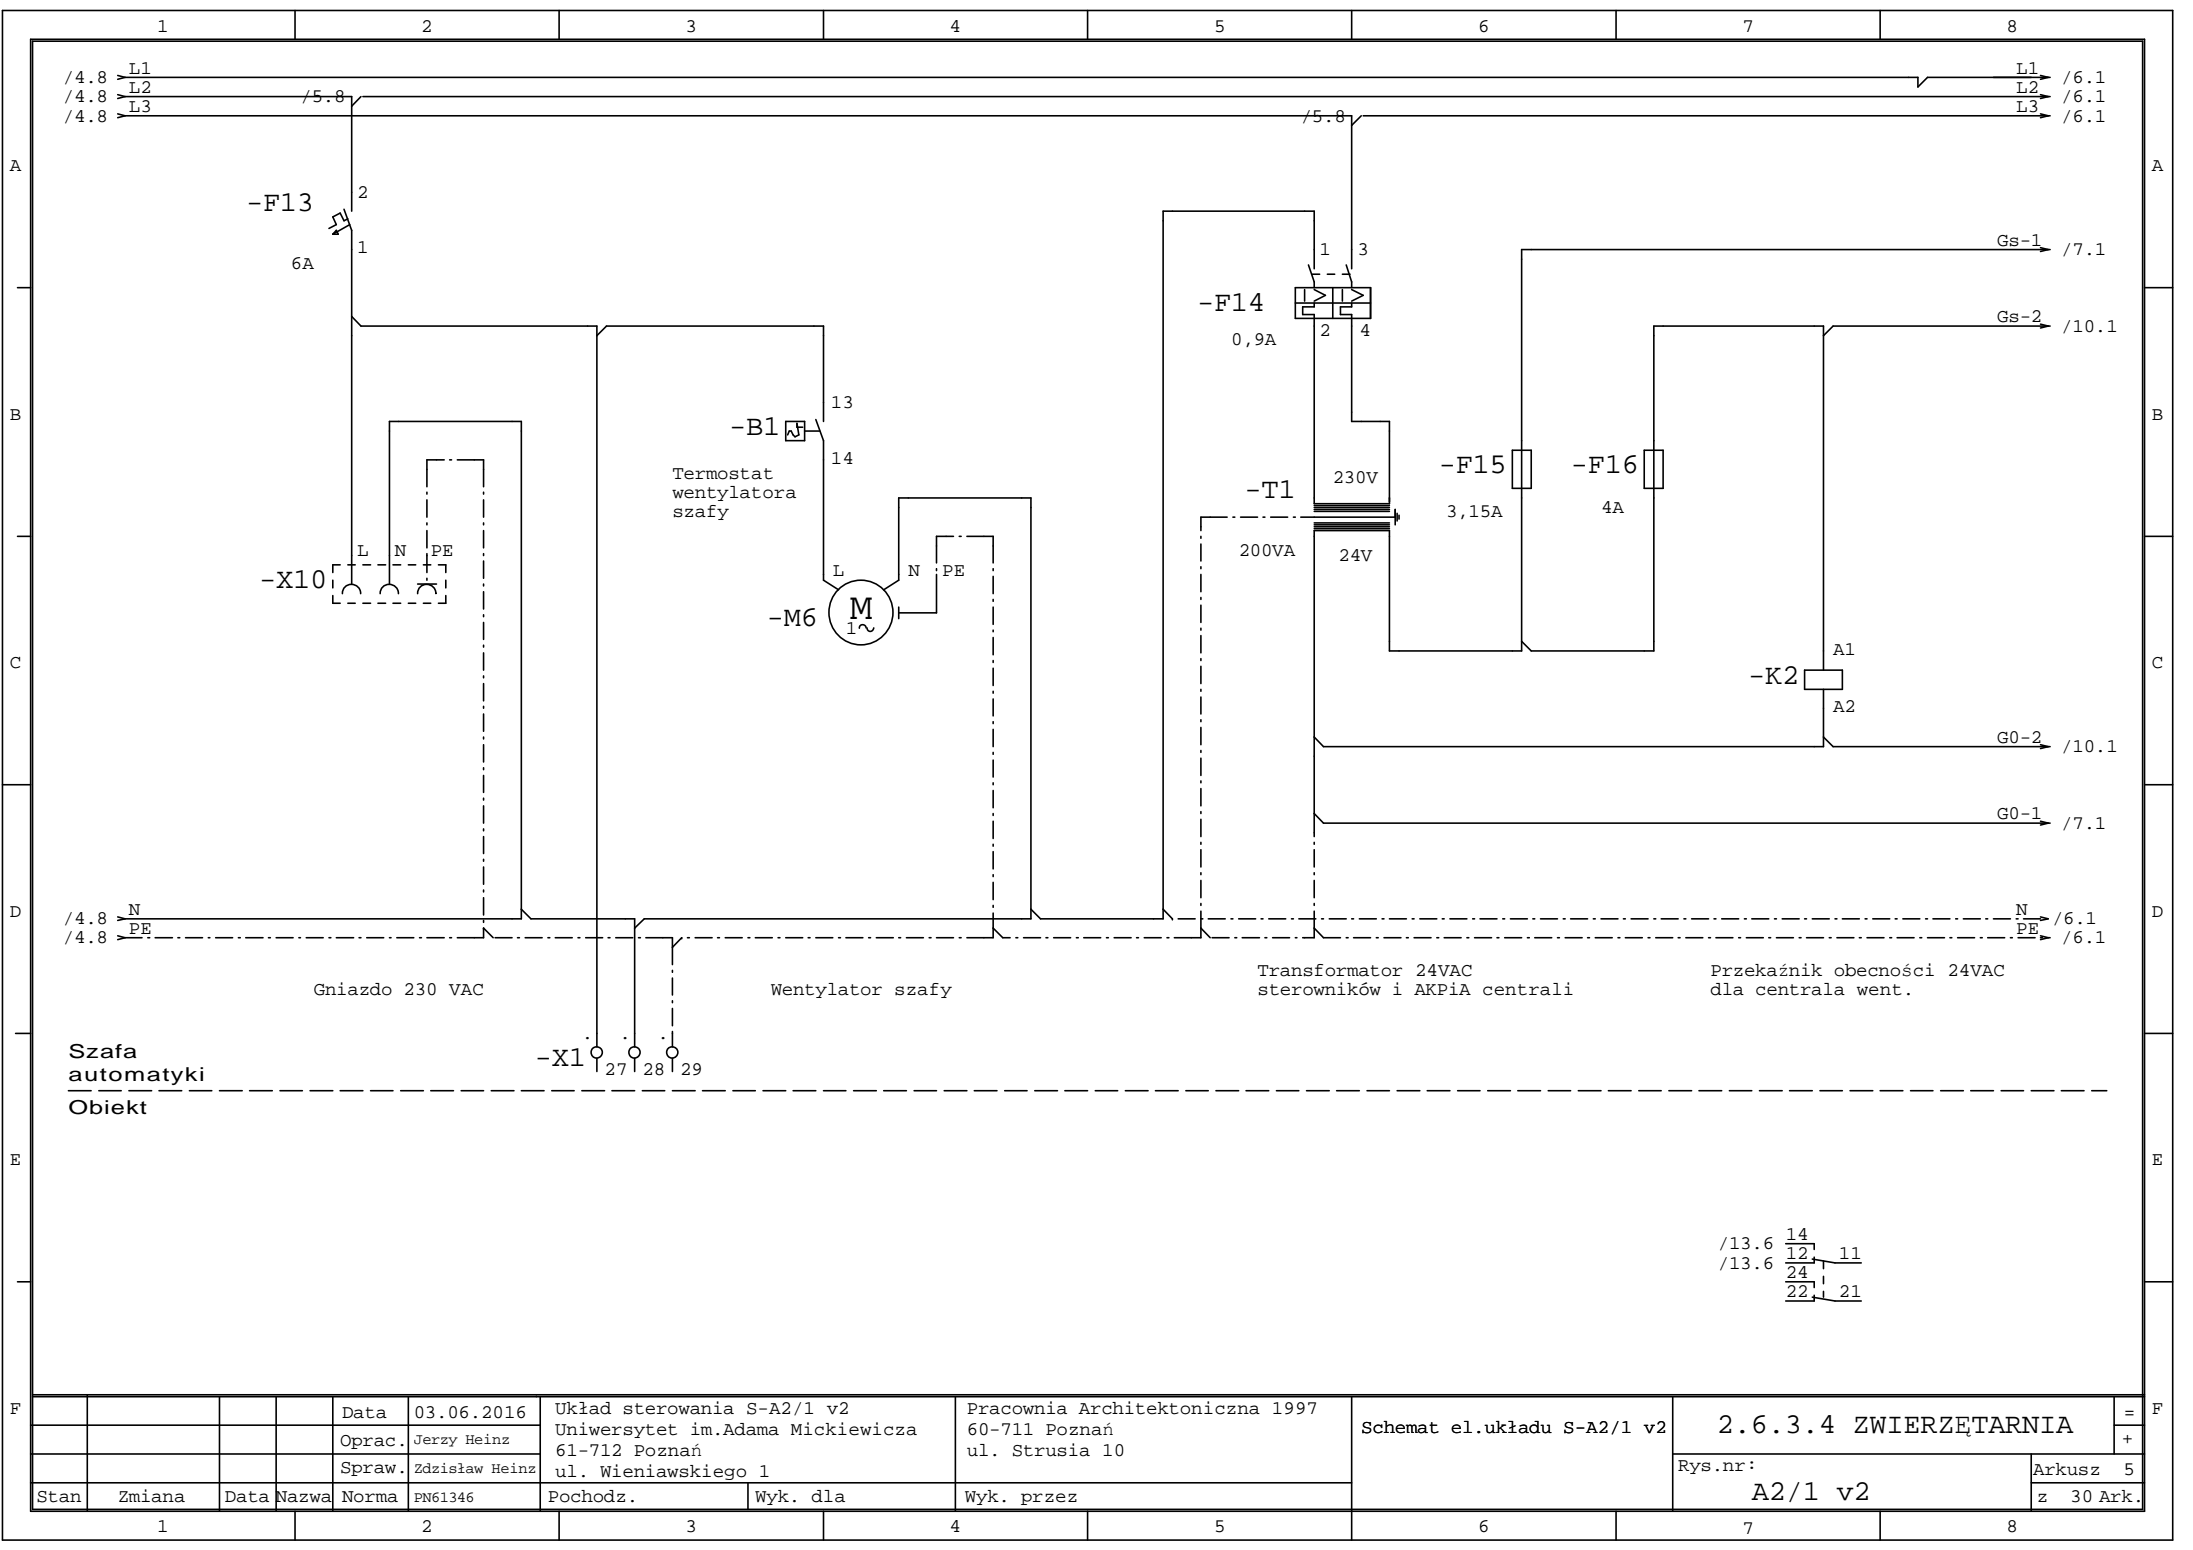 1 2 3 4 5 6 7 8
/4.8 L1 L1 /6.1
/4.8 L2 /5.8 L2 /6.1
/4.8 L3 /5.8 L3 /6.1
A A
2
-F13
1
6A
1 3
Gs-1 /7.1
-F14
2 4
0,9A
Gs-2 /10.1
B B
13
-B1
14
Termostat
wentylatora
szafy
230V
-T1
200VA 24V
-F15
3,15A
-F16
4A
L N PE
-X10
L N PE
-M6 M
1~
C C
A1
-K2
A2
G0-2 /10.1
G0-1 /7.1
D D
/4.8 N N /6.1
/4.8 PE PE /6.1
Gniazdo 230 VAC
Wentylator szafy
Transformator 24VAC
sterowników i AKPiA centrali
Przekaźnik obecności 24VAC
dla centrala went.
-X1 27 28 29
Szafa
automatyki
Obiekt
E E
/13.6 14
/13.6 12 11
24
22 21
F F
Data 03.06.2016
Oprac. Jerzy Heinz
Spraw. Zdzisław Heinz
Stan Zmiana Data Nazwa Norma PN61346
Układ sterowania S-A2/1 v2
Uniwersytet im.Adama Mickiewicza
61-712 Poznań
ul. Wieniawskiego 1
Pochodz. Wyk. dla
Pracownia Architektoniczna 1997
60-711 Poznań
ul. Strusia 10
Wyk. przez
Schemat el.układu S-A2/1 v2
2.6.3.4 ZWIERZĘTARNIA
=
+
Rys.nr:
A2/1 v2
Arkusz 5
z 30 Ark.
1 2 3 4 5 6 7 8